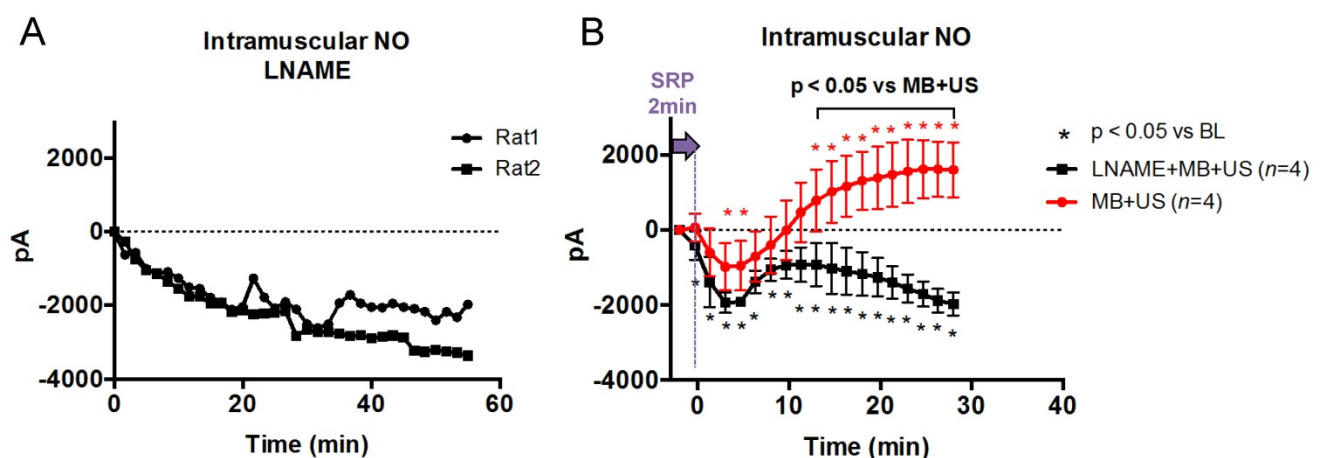 A
Intramuscular NO
LNAME
Rat1
Rat2
2000
0
-2000
-4000
pA
0
20
40
60
Time (min)
B
Intramuscular NO
SRP
2min
p < 0.05 vs MB+US
* * * * * * * * * *
* *
* p < 0.05 vs BL
LNAME+MB+US (n=4)
MB+US (n=4)
2000
0
-2000
-4000
pA
* * * * * * * * * * * * * * * * * *
0
10
20
30
40
Time (min)